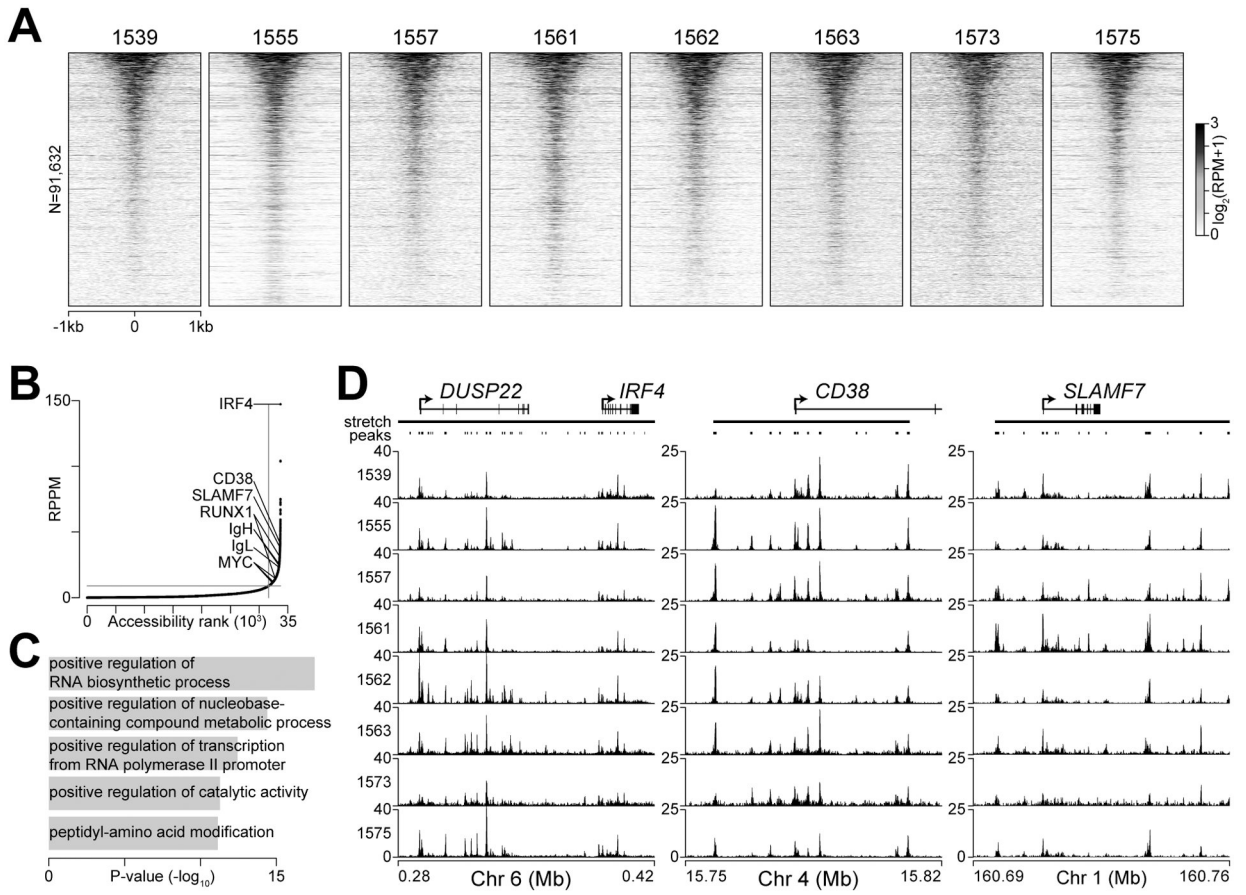 A
1539 1555 1557 1561 1562 1563 1573 1575
N=91,632
3
log2(RPM+1)
0
-1kb 0 1kb
B
150
RPPM
0
IRF4
CD38
SLAMF7
RUNX1
IgH
IgL
MYC
0 Accessibility rank (10³) 35
C
positive regulation of
RNA biosynthetic process
positive regulation of nucleobase-
containing compound metabolic process
positive regulation of transcription
from RNA polymerase II promoter
positive regulation of catalytic activity
peptidyl-amino acid modification
0 P-value (-log10) 15
D
DUSP22 IRF4 CD38 SLAMF7
stretch
peaks
40 25 25
1539
40 25 25
1555
40 25 25
1557
40 25 25
1561
40 25 25
1562
40 25 25
1563
40 25 25
1573
40 25 25
1575
0 0 0
0.28 Chr 6 (Mb) 0.42 15.75 Chr 4 (Mb) 15.82 160.69 Chr 1 (Mb) 160.76